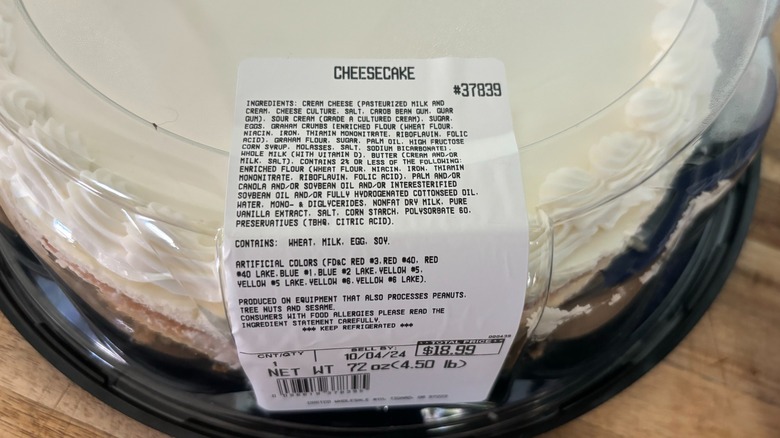 CHEESECAKE
#37839
INGREDIENTS: CREAM CHEESE (PASTEURIZED MILK AND
CREAM. CHEESE CULTURE. SALT. CAROB BEAN GUM. GUAR
GUM). SOUR CREAM (GRADE A CULTURED CREAM). SUGAR.
EGGS. GRAHAM CRUMBS (ENRICHED FLOUR (WHEAT FLOUR.
NIACIN. IRON. THIAMIN MONONITRATE. RIBOFLAVIN. FOLIC
ACID). GRAHAM FLOUR. SUGAR. PALM OIL. HIGH FRUCTOSE
CORN SYRUP. MOLASSES. SALT. SODIUM BICARBONATE).
WHOLE MILK (WITH VITAMIN D). BUTTER (CREAM AND/OR
MILK. SALT). CONTAINS 2% OR LESS OF THE FOLLOWING:
ENRICHED FLOUR (WHEAT FLOUR. NIACIN. IRON. THIAMIN
MONONITRATE. RIBOFLAVIN. FOLIC ACID). PALM AND/OR
CANOLA AND/OR SOYBEAN OIL AND/OR INTERESTERIFIED
SOYBEAN OIL AND/OR FULLY HYDROGENATED COTTONSEED OIL.
WATER. MONO- & DIGLYCERIDES. NONFAT DRY MILK. PURE
VANILLA EXTRACT. SALT. CORN STARCH. POLYSORBATE 60.
PRESERVATIVES (TBHQ. CITRIC ACID).
CONTAINS: WHEAT. MILK. EGG. SOY.
ARTIFICIAL COLORS (FD&C RED #3.RED #40. RED
#40 LAKE.BLUE #1.BLUE #2 LAKE.YELLOW #5.
YELLOW #5 LAKE.YELLOW #6.YELLOW #6 LAKE).
PRODUCED ON EQUIPMENT THAT ALSO PROCESSES PEANUTS.
TREE NUTS AND SESAME.
CONSUMERS WITH FOOD ALLERGIES PLEASE READ THE
INGREDIENT STATEMENT CAREFULLY.
*** KEEP REFRIGERATED ***
CNT/QTY SELL BY: TOTAL PRICE
1 10/04/24 $18.99
NET WT 72 oz(4.50 lb)